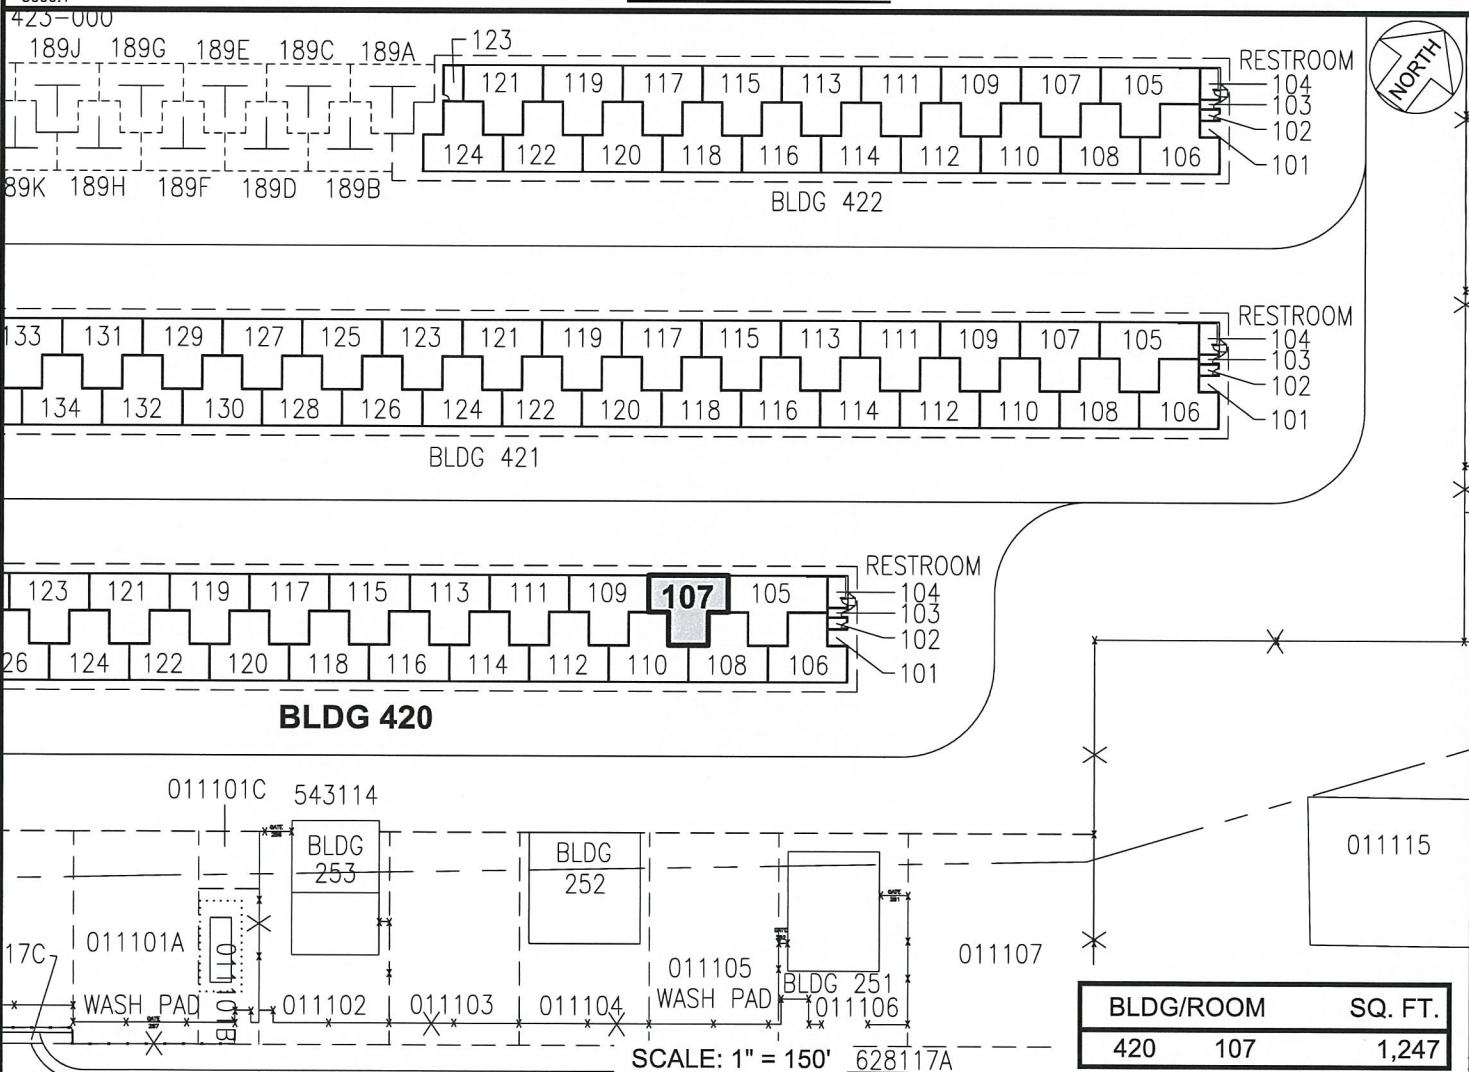 423-000
189J 189G 189E 189C 189A
123
121 119 117 115 113 111 109 107 105
RESTROOM
104
103
102
101
124 122 120 118 116 114 112 110 108 106
89K 189H 189F 189D 189B
BLDG 422
NORTH
133 131 129 127 125 123 121 119 117 115 113 111 109 107 105
RESTROOM
104
103
102
101
134 132 130 128 126 124 122 120 118 116 114 112 110 108 106
BLDG 421
123 121 119 117 115 113 111 109 107 105
RESTROOM
104
103
102
101
26 124 122 120 118 116 114 112 110 108 106
BLDG 420
011101C 543114
BLDG
253
BLDG
252
011115
17C
011101A
011101B
WASH PAD
011102
011103
011104
011105
WASH PAD
BLDG 251
011106
011107
SCALE: 1" = 150'
628117A
BLDG/ROOM SQ. FT.
420 107 1,247